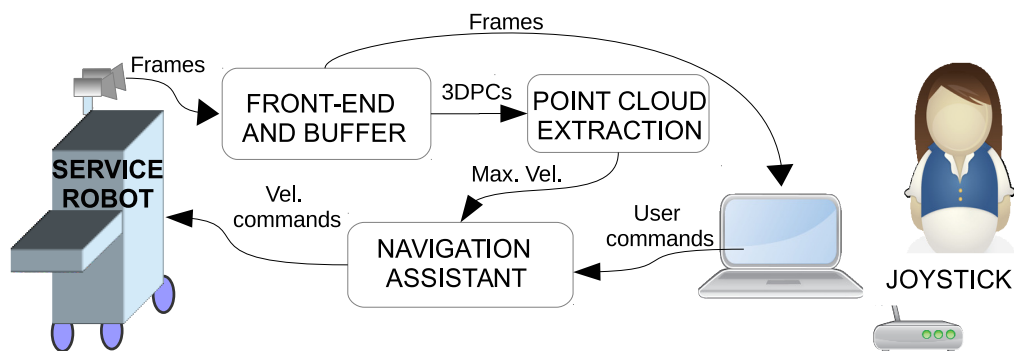 Frames
Frames
FRONT-END
AND BUFFER
3DPCs
POINT CLOUD
EXTRACTION
SERVICE
ROBOT
Max. Vel.
Vel.
commands
User
commands
NAVIGATION
ASSISTANT
JOYSTICK